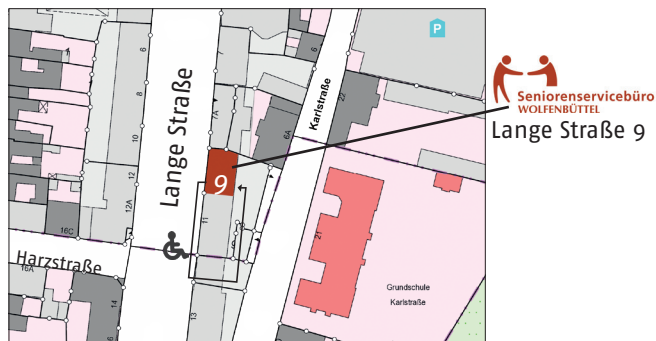 P
6
8
10
12
12A
16C
Harzstraße
16A
14
Lange Straße
7A
9
11
13
6
6A
22
Karlstraße
21
Grundschule
Karlstraße
Seniorenservicebüro
WOLFENBÜTTEL
Lange Straße 9